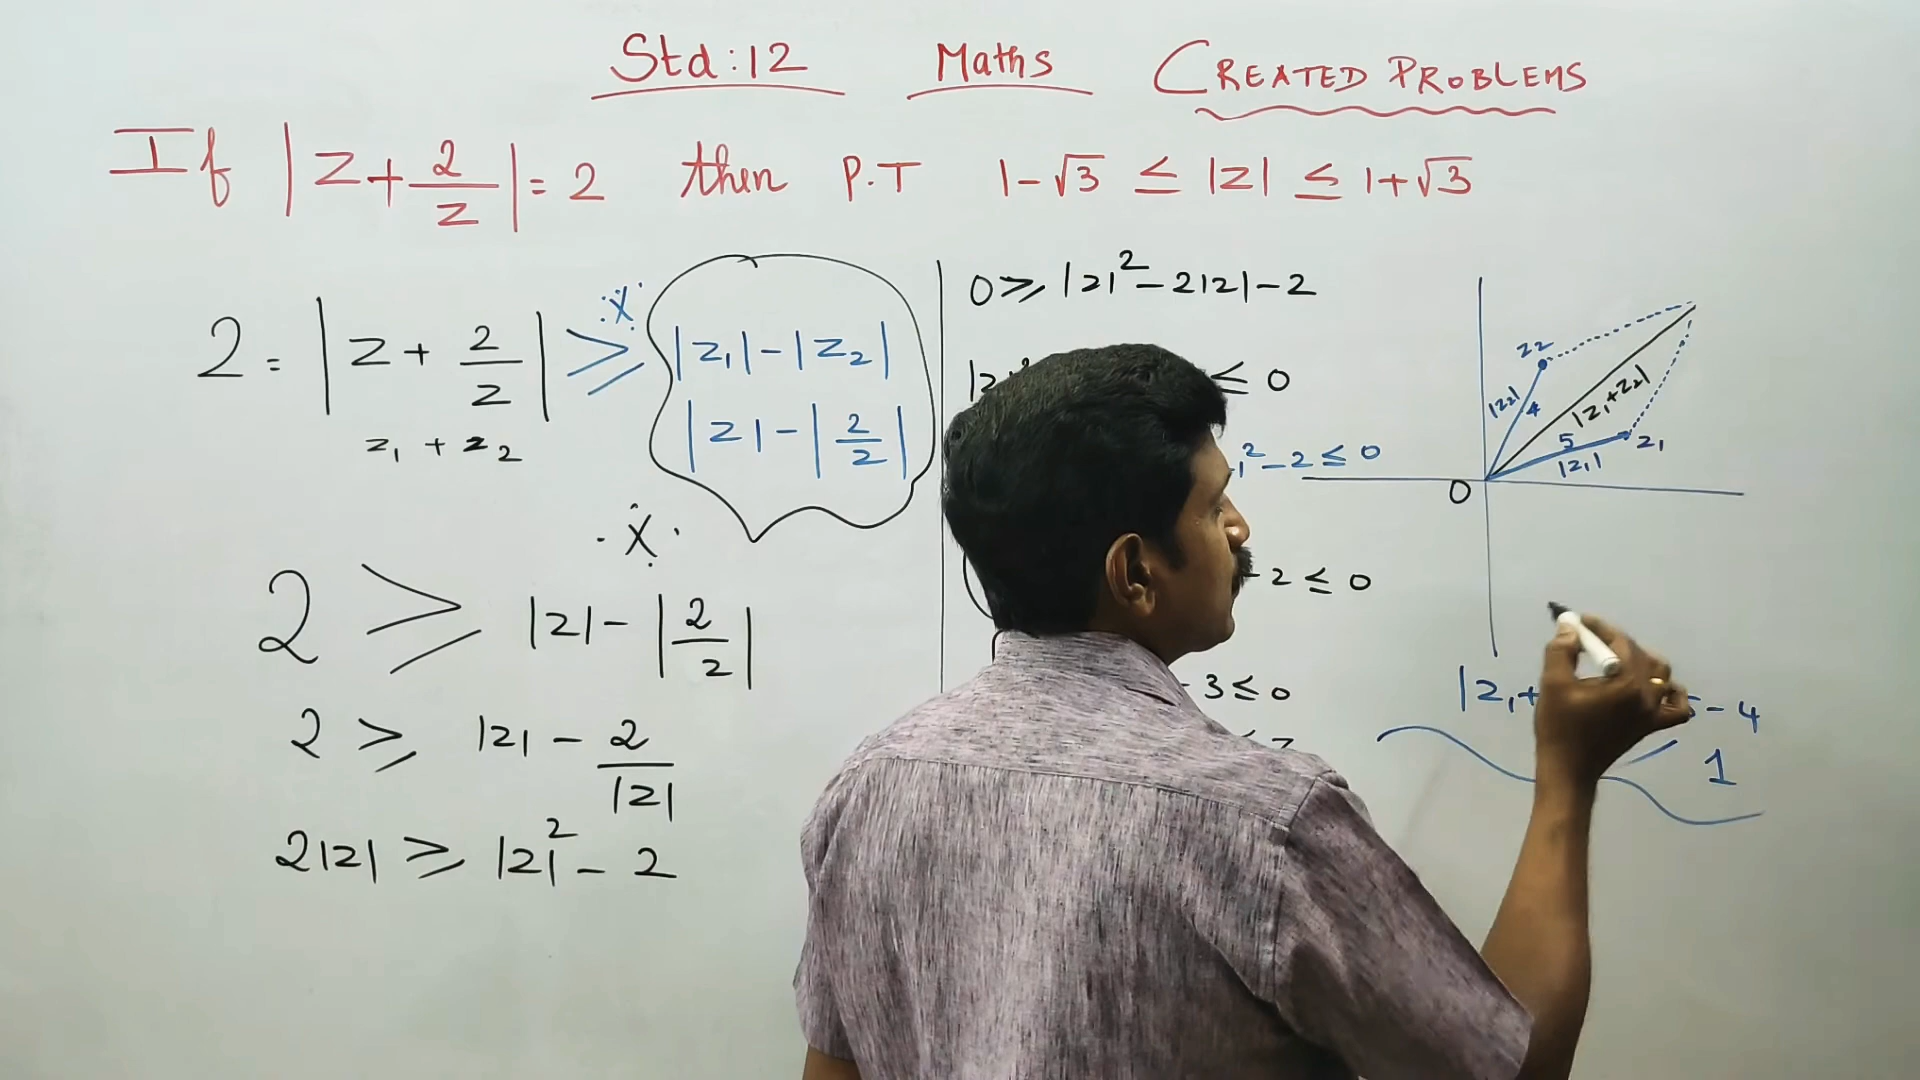 Std:12 Maths CREATED PROBLEMS
If |z + 2/z| = 2 then P.T 1-√3 ≤ |z| ≤ 1+√3
2 = |z + 2/z| ≥ |z₁| - |z₂|
z₁ + z₂
|z| - |2/z|
2 ≥ |z| - |2/z|
2 ≥ |z| - 2/|z|
2|z| ≥ |z|² - 2
0 ≥ |z|² - 2|z| - 2
≤ 0
² - 2 ≤ 0
- 2 ≤ 0
- 3 ≤ 0
z₂
|z₂|
4
|z₁+z₂|
5
z₁
|z₁|
O
|z₁+
- 4
1